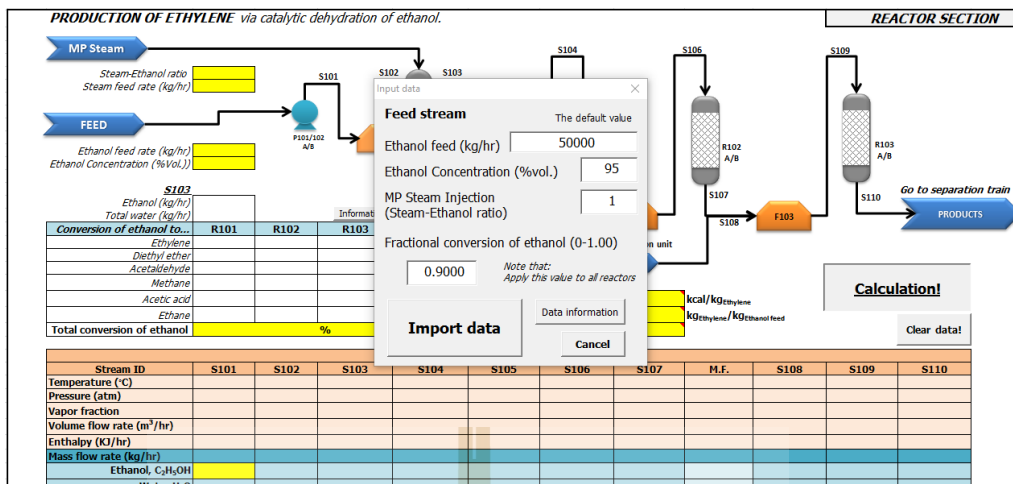 PRODUCTION OF ETHYLENE via catalytic dehydration of ethanol.
REACTOR SECTION
MP Steam
Steam-Ethanol ratio
Steam feed rate (kg/hr)
S101
S102
S103
S104
S106
S109
FEED
P101/102
A/B
Ethanol feed rate (kg/hr)
Ethanol Concentration (%Vol.))
R102
A/B
R103
A/B
S107
S108
F103
S110
Go to separation train
PRODUCTS
S103
Ethanol (kg/hr)
Total water (kg/hr)
Conversion of ethanol to... R101 R102 R103
Ethylene
Diethyl ether
Acetaldehyde
Methane
Acetic acid
Ethane
Total conversion of ethanol %
Input data
Feed stream
The default value
Ethanol feed (kg/hr) 50000
Ethanol Concentration (%vol.) 95
MP Steam Injection
(Steam-Ethanol ratio) 1
Fractional conversion of ethanol (0-1.00)
0.9000
Note that:
Apply this value to all reactors
Import data
Data information
Cancel
unit
kcal/kgEthylene
kgEthylene/kgEthanol feed
Calculation!
Clear data!
Stream ID S101 S102 S103 S104 S105 S106 S107 M.F. S108 S109 S110
Temperature (°C)
Pressure (atm)
Vapor fraction
Volume flow rate (m³/hr)
Enthalpy (KJ/hr)
Mass flow rate (kg/hr)
Ethanol, C₂H₅OH